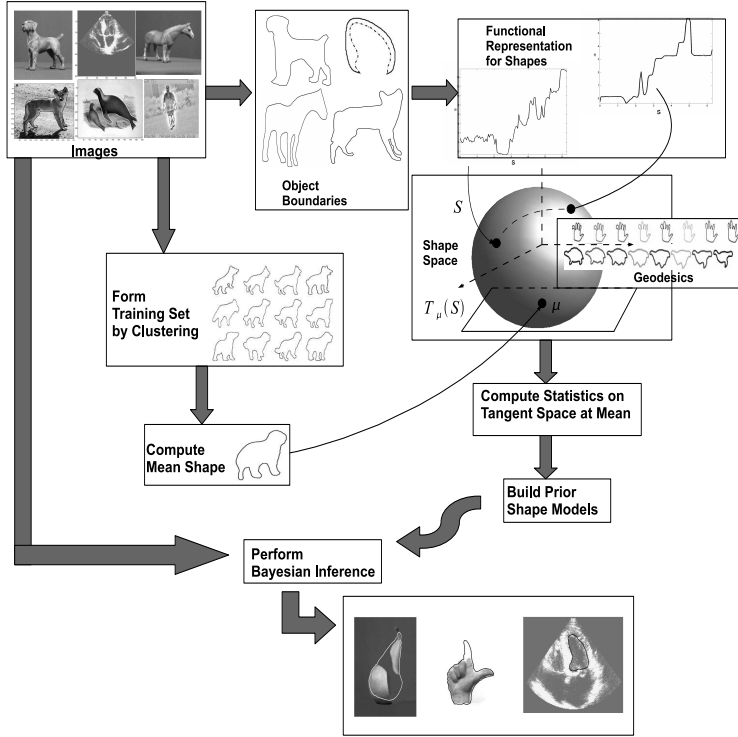 Images
Object
Boundaries
Functional
Representation
for Shapes
S
S
S
Shape
Space
Geodesics
T_μ(S)
μ
Form
Training Set
by Clustering
Compute
Mean Shape
Compute Statistics on
Tangent Space at Mean
Build Prior
Shape Models
Perform
Bayesian Inference